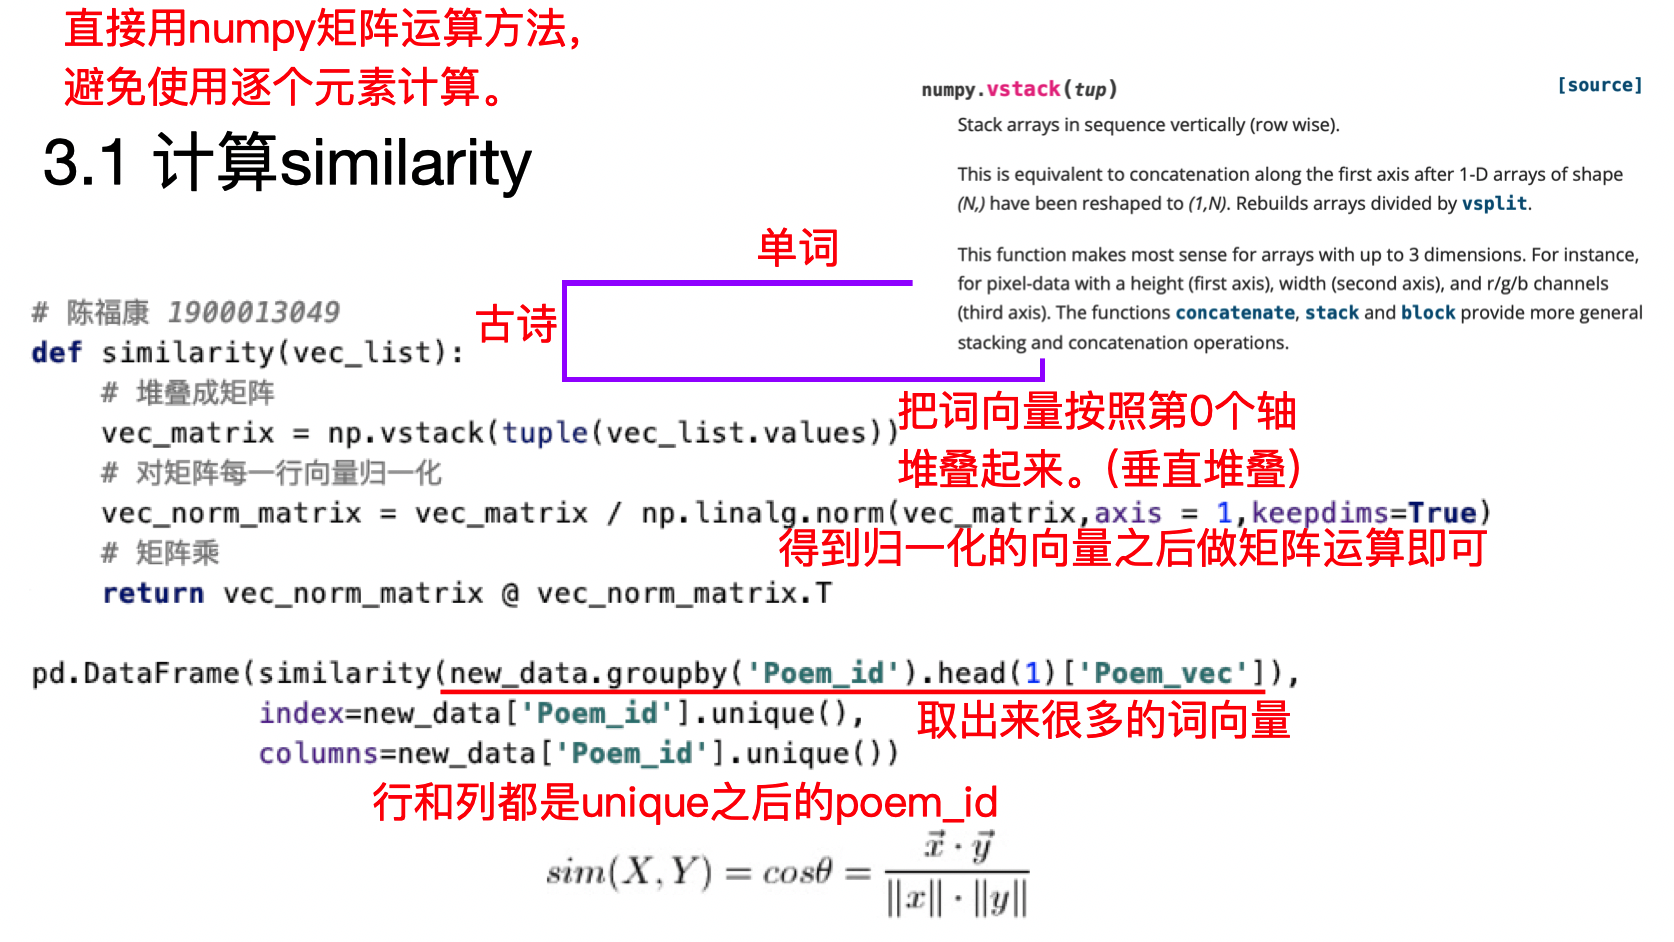 直接用numpy矩阵运算方法,
避免使用逐个元素计算。
3.1 计算similarity
numpy.vstack(tup)
[source]
Stack arrays in sequence vertically (row wise).
This is equivalent to concatenation along the first axis after 1-D arrays of shape
(N,) have been reshaped to (1,N). Rebuilds arrays divided by vsplit.
This function makes most sense for arrays with up to 3 dimensions. For instance,
for pixel-data with a height (first axis), width (second axis), and r/g/b channels
(third axis). The functions concatenate, stack and block provide more general
stacking and concatenation operations.
单词
古诗
# 陈福康 1900013049
def similarity(vec_list):
# 堆叠成矩阵
vec_matrix = np.vstack(tuple(vec_list.values))
把词向量按照第0个轴
堆叠起来。(垂直堆叠)
# 对矩阵每一行向量归一化
vec_norm_matrix = vec_matrix / np.linalg.norm(vec_matrix,axis = 1,keepdims=True)
得到归一化的向量之后做矩阵运算即可
# 矩阵乘
return vec_norm_matrix @ vec_norm_matrix.T
pd.DataFrame(similarity(new_data.groupby('Poem_id').head(1)['Poem_vec']),
index=new_data['Poem_id'].unique(),
取出来很多的词向量
columns=new_data['Poem_id'].unique())
行和列都是unique之后的poem_id
sim(X, Y) = cosθ = \frac{\vec{x} · \vec{y}}{||x|| · ||y||}